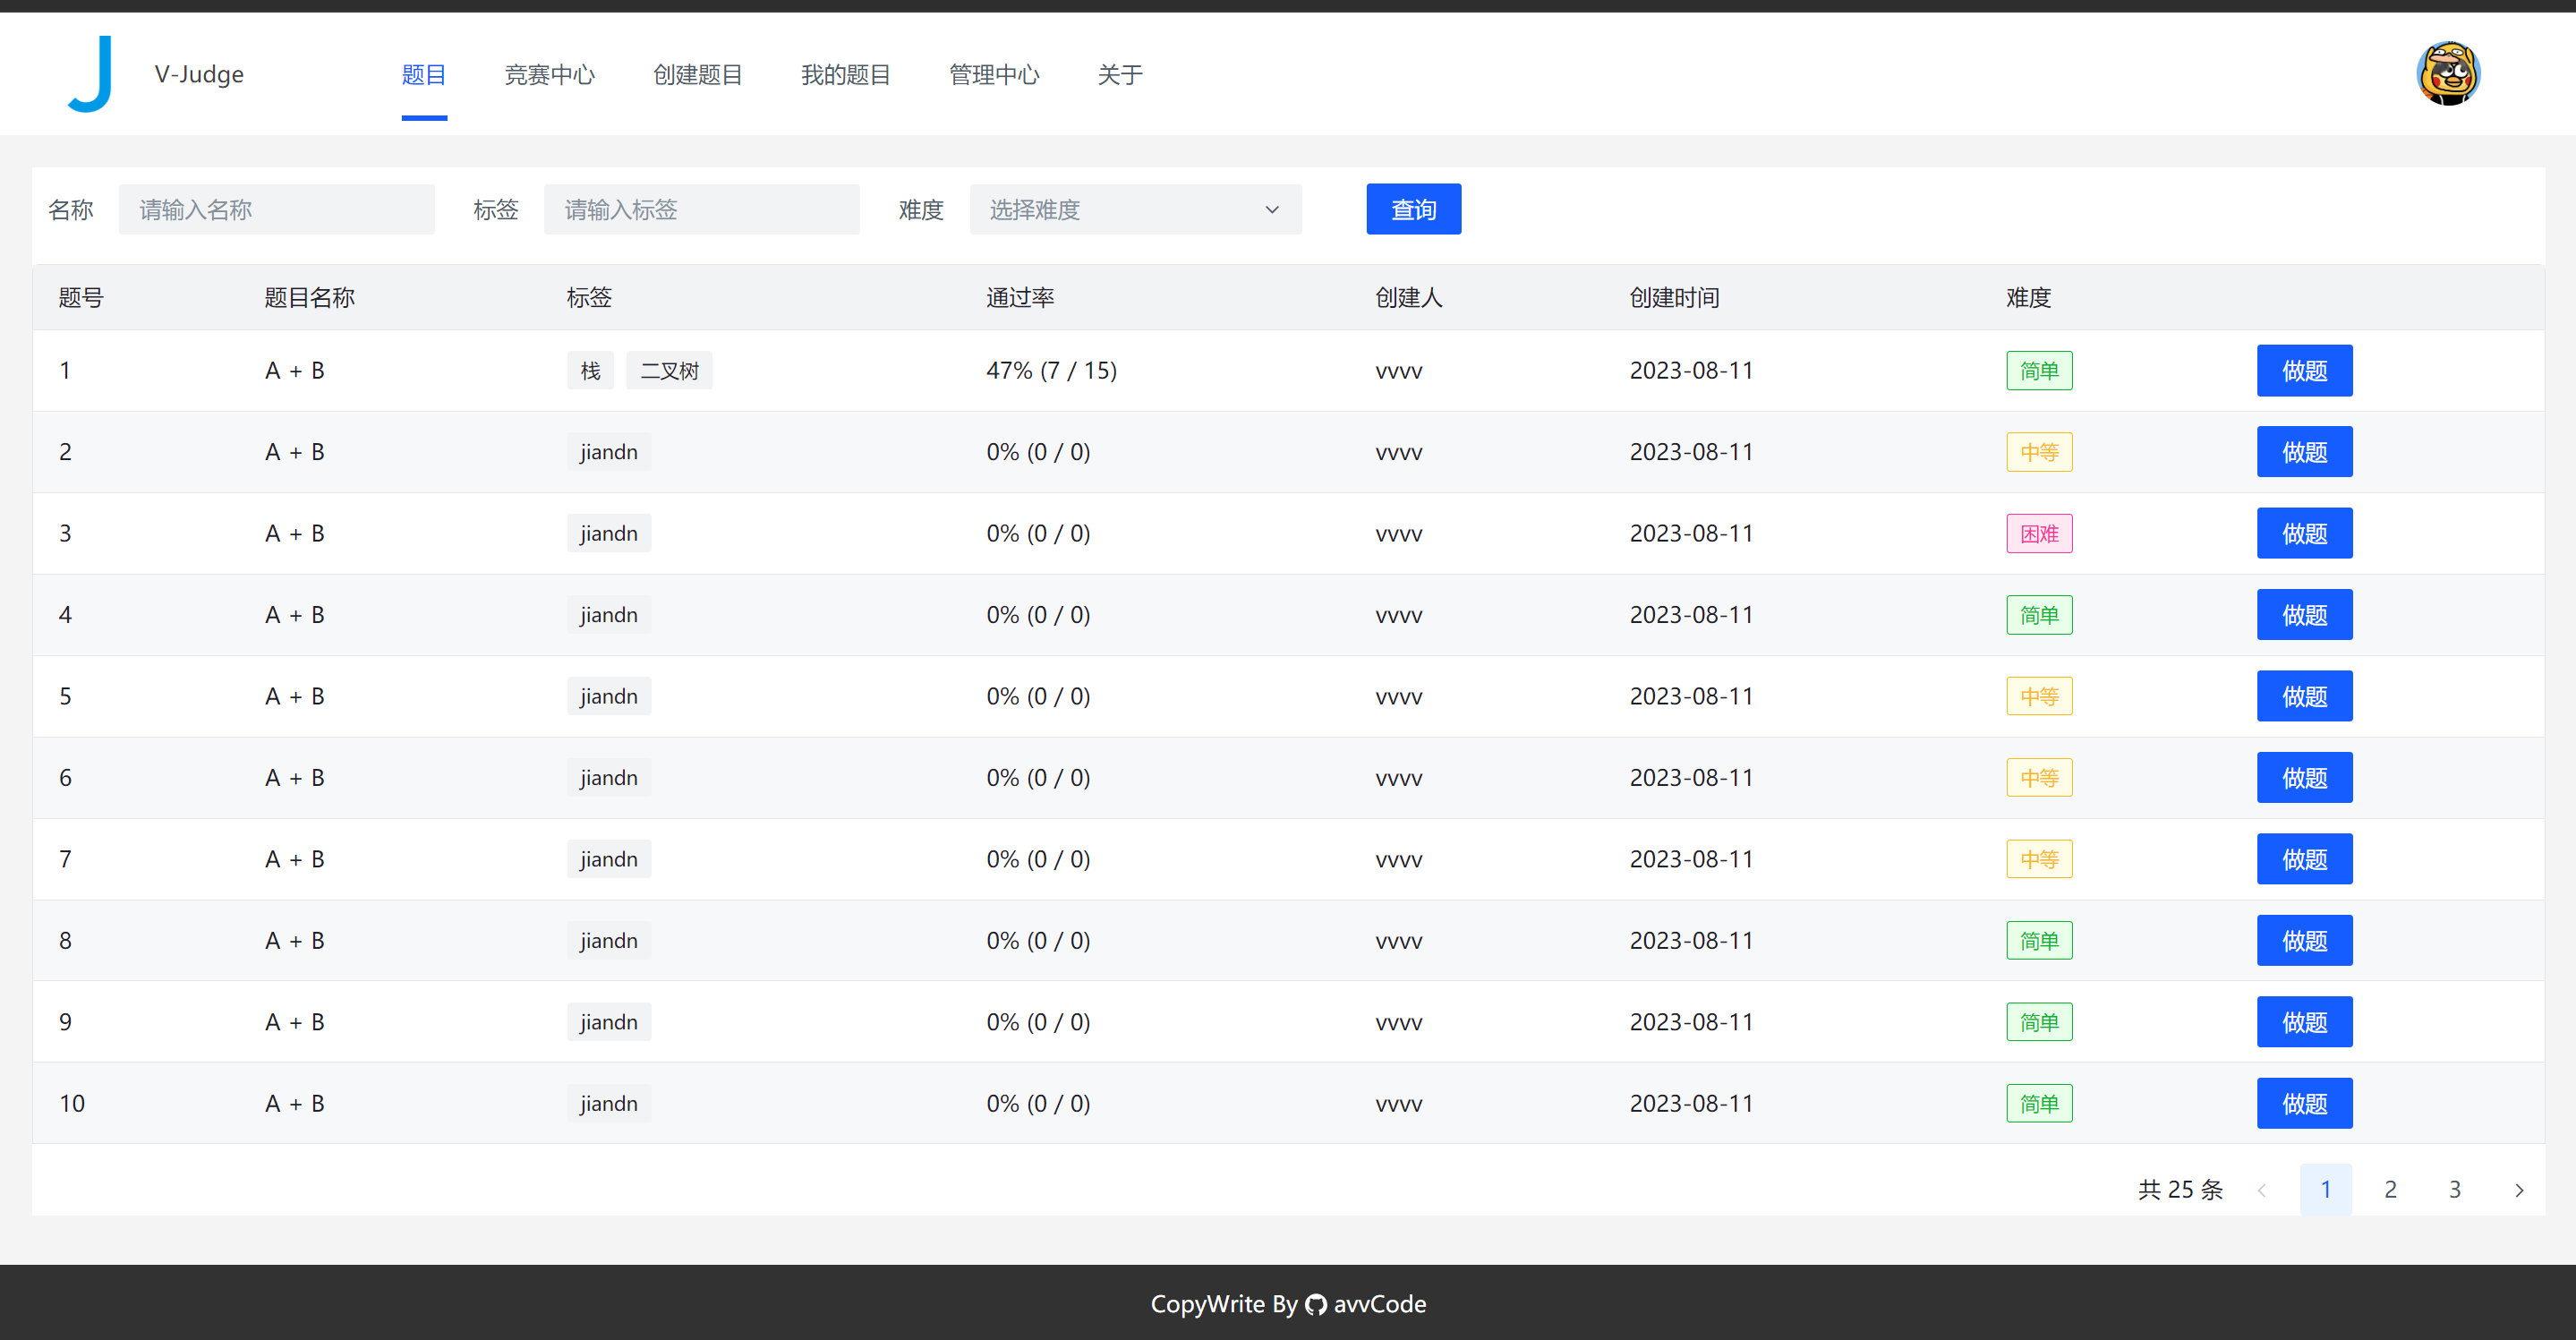 V-Judge 题目 竞赛中心 创建题目 我的题目 管理中心 关于
名称 请输入名称 标签 请输入标签 难度 选择难度 查询
题号 题目名称 标签 通过率 创建人 创建时间 难度
1 A + B 栈 二叉树 47% (7 / 15) vvvv 2023-08-11 简单 做题
2 A + B jiandn 0% (0 / 0) vvvv 2023-08-11 中等 做题
3 A + B jiandn 0% (0 / 0) vvvv 2023-08-11 困难 做题
4 A + B jiandn 0% (0 / 0) vvvv 2023-08-11 简单 做题
5 A + B jiandn 0% (0 / 0) vvvv 2023-08-11 中等 做题
6 A + B jiandn 0% (0 / 0) vvvv 2023-08-11 中等 做题
7 A + B jiandn 0% (0 / 0) vvvv 2023-08-11 中等 做题
8 A + B jiandn 0% (0 / 0) vvvv 2023-08-11 简单 做题
9 A + B jiandn 0% (0 / 0) vvvv 2023-08-11 简单 做题
10 A + B jiandn 0% (0 / 0) vvvv 2023-08-11 简单 做题
共 25 条 1 2 3
CopyWrite By avvCode